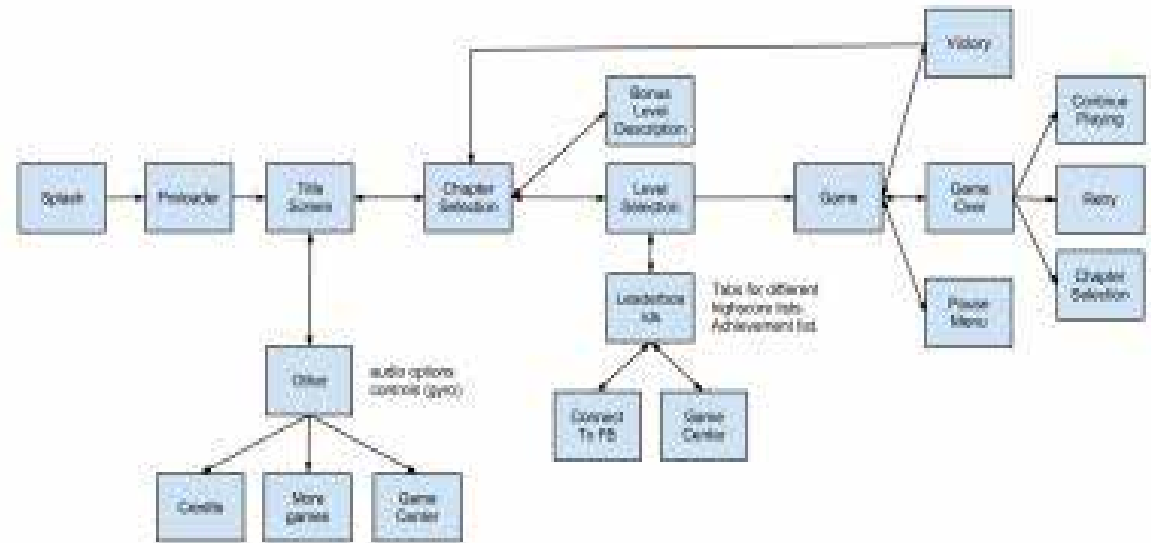 Victory
Bonus
Level
Description
Continue
Playing
Splash
Preloader
Title
Screen
Chapter
Selection
Level
Selection
Game
Game
Over
Retry
Chapter
Selection
Leaderboa
rds
Tabs for different
highscore lists.
Achievement list.
Pause
Menu
Other
audio options
controls (gyro)
Connect
To FB
Game
Center
Credits
More
games
Game
Center